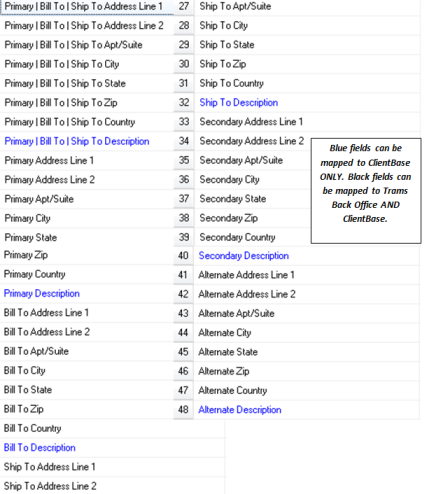 Primary | Bill To | Ship To Address Line 1
Primary | Bill To | Ship To Address Line 2
Primary | Bill To | Ship To Apt/Suite
Primary | Bill To | Ship To City
Primary | Bill To | Ship To State
Primary | Bill To | Ship To Zip
Primary | Bill To | Ship To Country
Primary | Bill To | Ship To Description
Primary Address Line 1
Primary Address Line 2
Primary Apt/Suite
Primary City
Primary State
Primary Zip
Primary Country
Primary Description
Bill To Address Line 1
Bill To Address Line 2
Bill To Apt/Suite
Bill To City
Bill To State
Bill To Zip
Bill To Country
Bill To Description
Ship To Address Line 1
Ship To Address Line 2
27 Ship To Apt/Suite
28 Ship To City
29 Ship To State
30 Ship To Zip
31 Ship To Country
32 Ship To Description
33 Secondary Address Line 1
34 Secondary Address Line 2
35 Secondary Apt/Suite
36 Secondary City
37 Secondary State
38 Secondary Zip
39 Secondary Country
40 Secondary Description
41 Alternate Address Line 1
42 Alternate Address Line 2
43 Alternate Apt/Suite
44 Alternate City
45 Alternate State
46 Alternate Zip
47 Alternate Country
48 Alternate Description
Blue fields can be
mapped to ClientBase
ONLY. Black fields can
be mapped to Trams
Back Office AND
ClientBase.